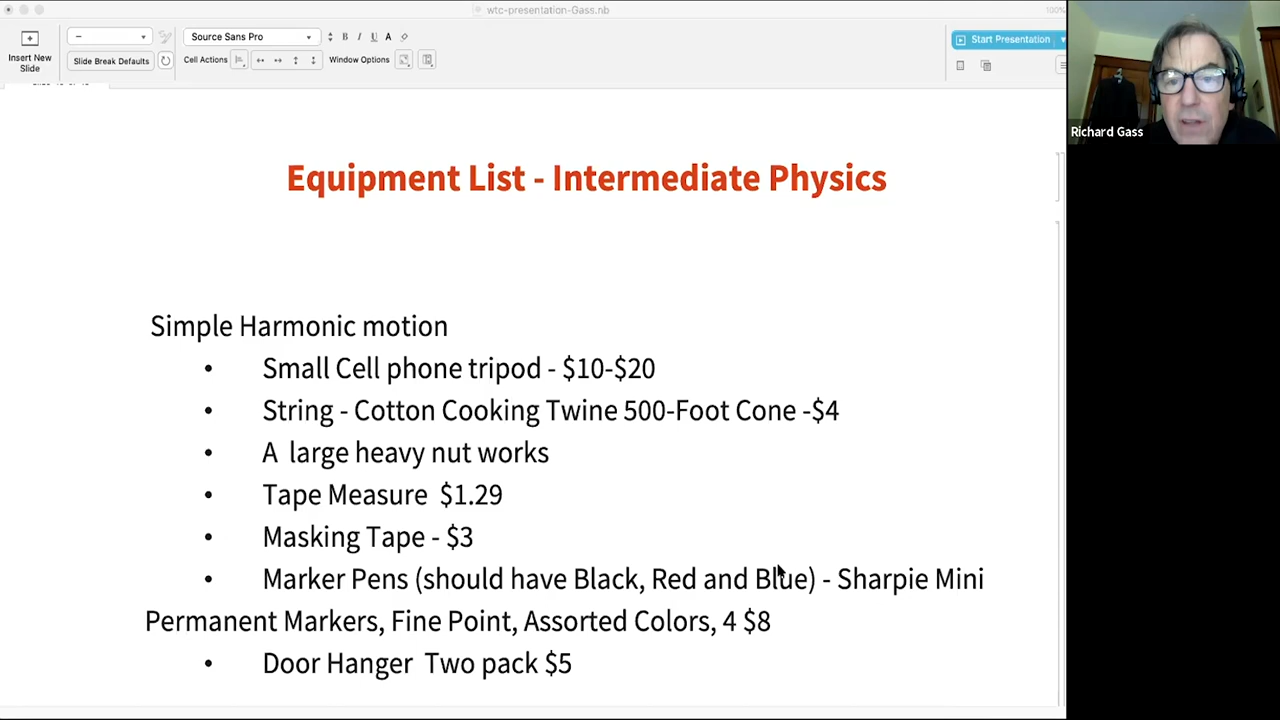 wtc-presentation-Gass.nb
100%
Insert New
Slide
Slide Break Defaults
Source Sans Pro
B I U A
Cell Actions
Window Options
Start Presentation
Richard Gass
Equipment List - Intermediate Physics
Simple Harmonic motion
• Small Cell phone tripod - $10-$20
• String - Cotton Cooking Twine 500-Foot Cone -$4
• A large heavy nut works
• Tape Measure $1.29
• Masking Tape - $3
• Marker Pens (should have Black, Red and Blue) - Sharpie Mini
Permanent Markers, Fine Point, Assorted Colors, 4 $8
• Door Hanger Two pack $5